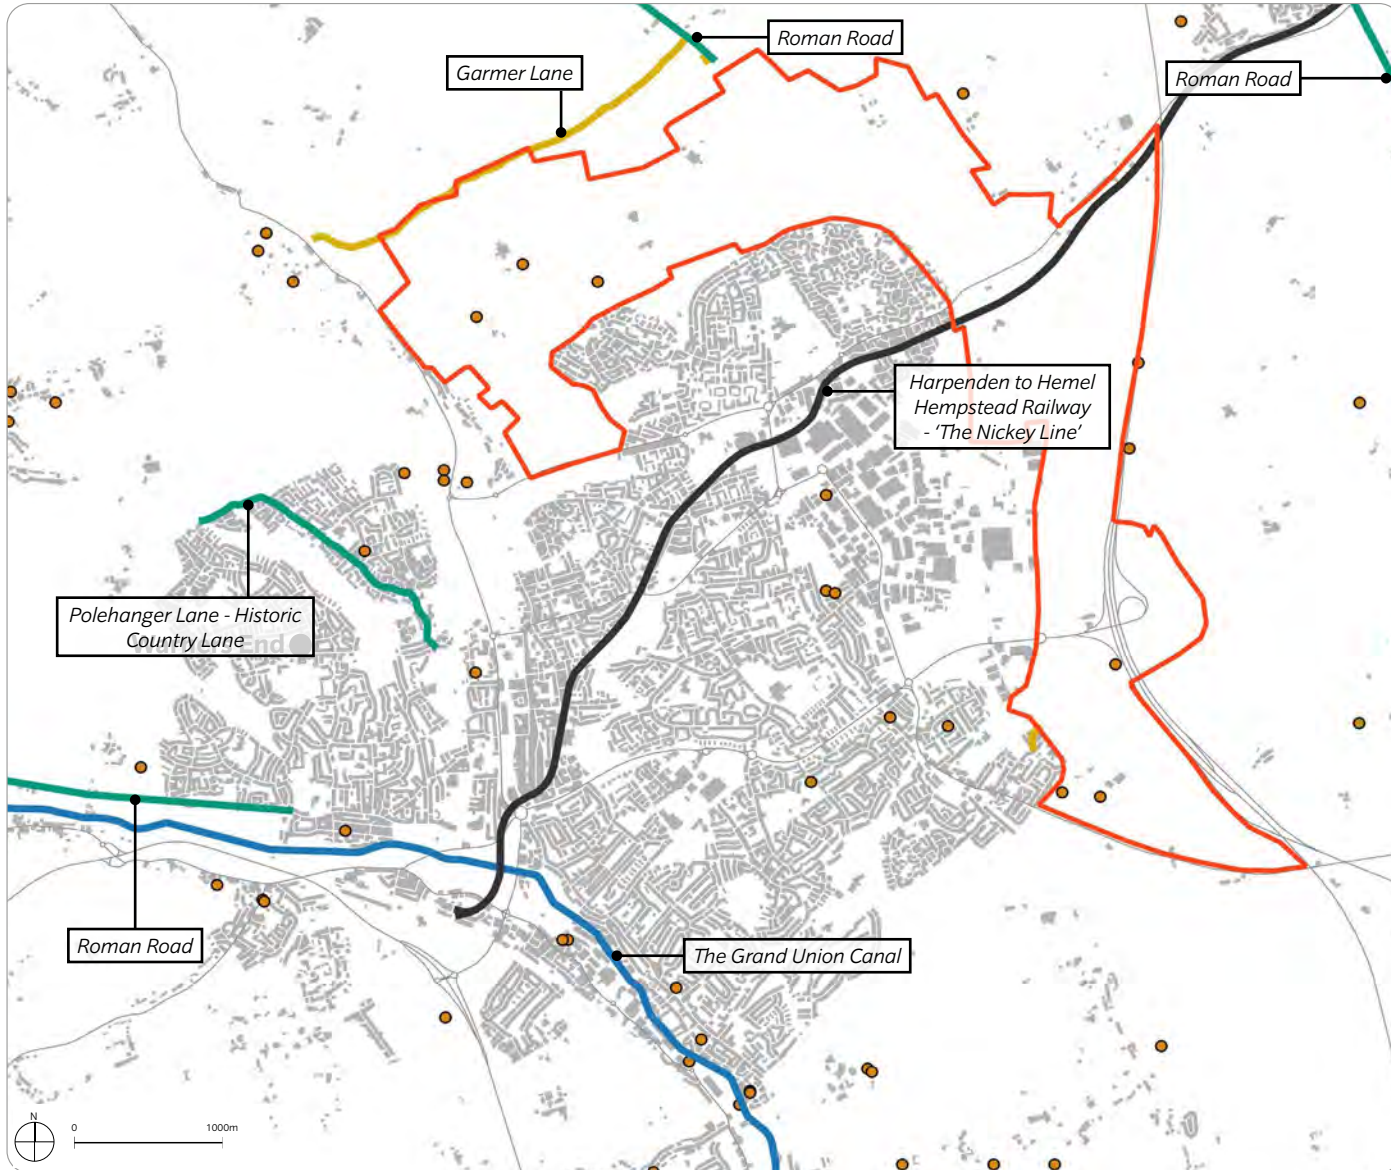 Roman Road
Garmer Lane
Roman Road
Harpenden to Hemel
Hempstead Railway
- ‘The Nickey Line’
Polehanger Lane - Historic
Country Lane
Roman Road
The Grand Union Canal
N
0
1000m